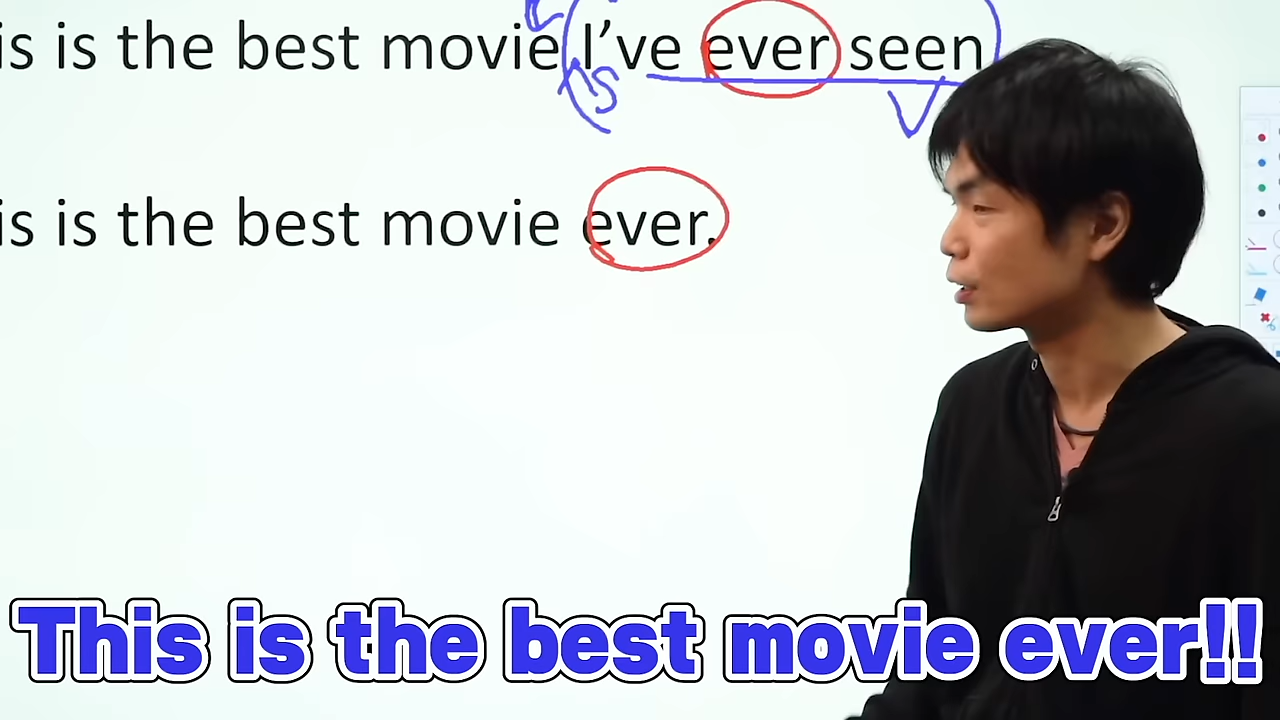 is is the best movie I've ever seen
S
V
is is the best movie ever.
This is the best movie ever!!